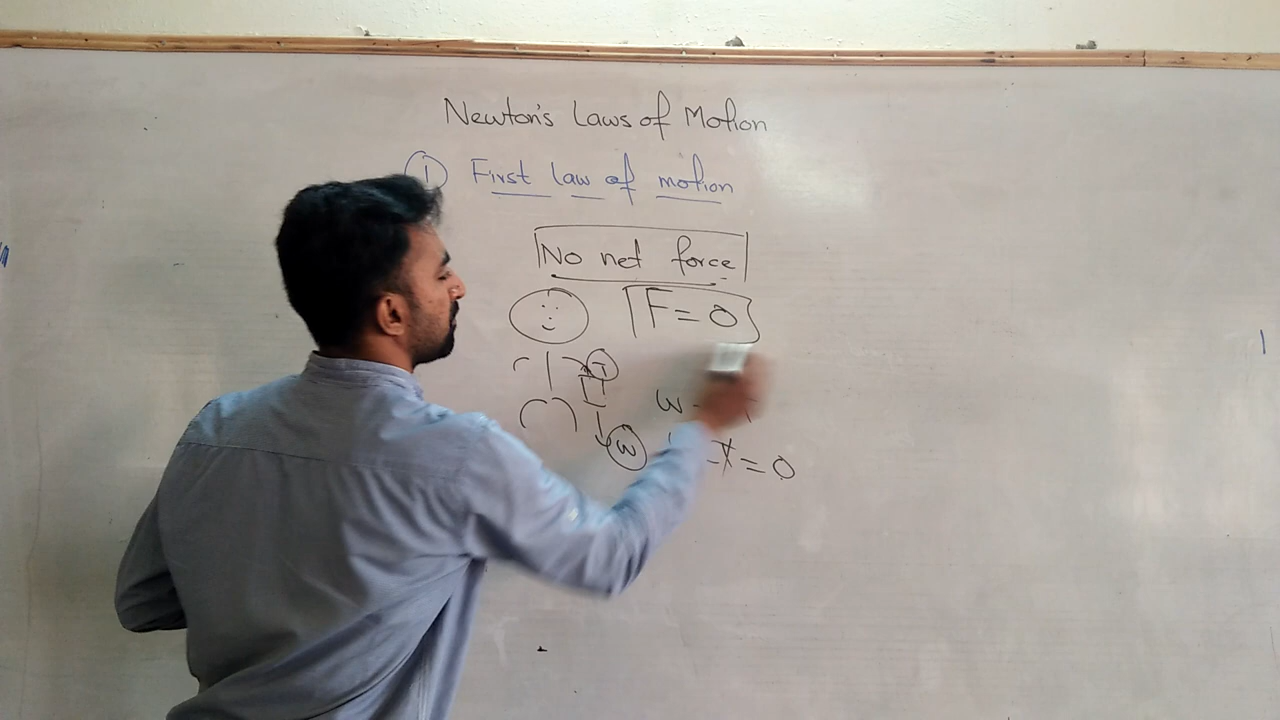 Newton's Laws of Motion
① First law of motion
No net force
F = 0
T
W
W
- T = 0